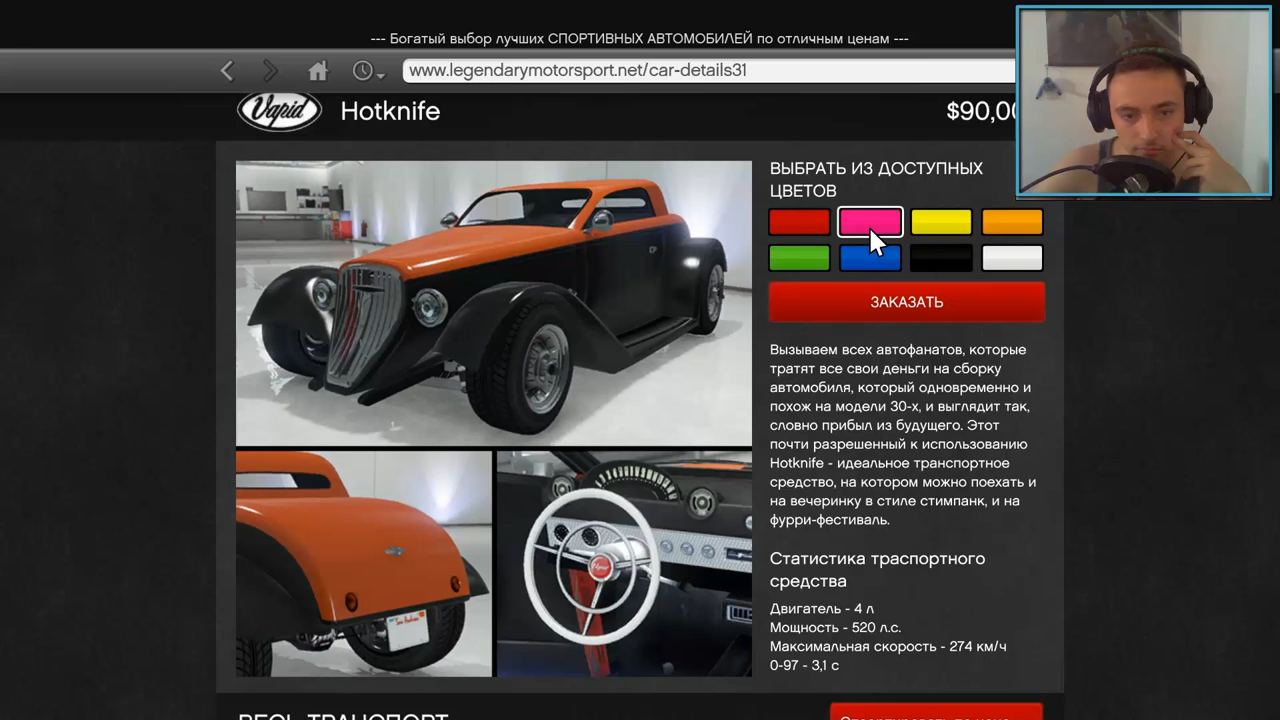 --- Богатый выбор лучших СПОРТИВНЫХ АВТОМОБИЛЕЙ по отличным ценам ---
www.legendarymotorsport.net/car-details31
Vapid Hotknife $90,00
ВЫБРАТЬ ИЗ ДОСТУПНЫХ
ЦВЕТОВ
ЗАКАЗАТЬ
Вызываем всех автофанатов, которые
тратят все свои деньги на сборку
автомобиля, который одновременно и
похож на модели 30-х, и выглядит так,
словно прибыл из будущего. Этот
почти разрешенный к использованию
Hotknife - идеальное транспортное
средство, на котором можно поехать и
на вечеринку в стиле стимпанк, и на
фурри-фестиваль.
Статистика траспортного
средства
Двигатель - 4 л
Мощность - 520 л.с.
Максимальная скорость - 274 км/ч
0-97 - 3,1 с
ВЕСЬ ТРАНСПОРТ